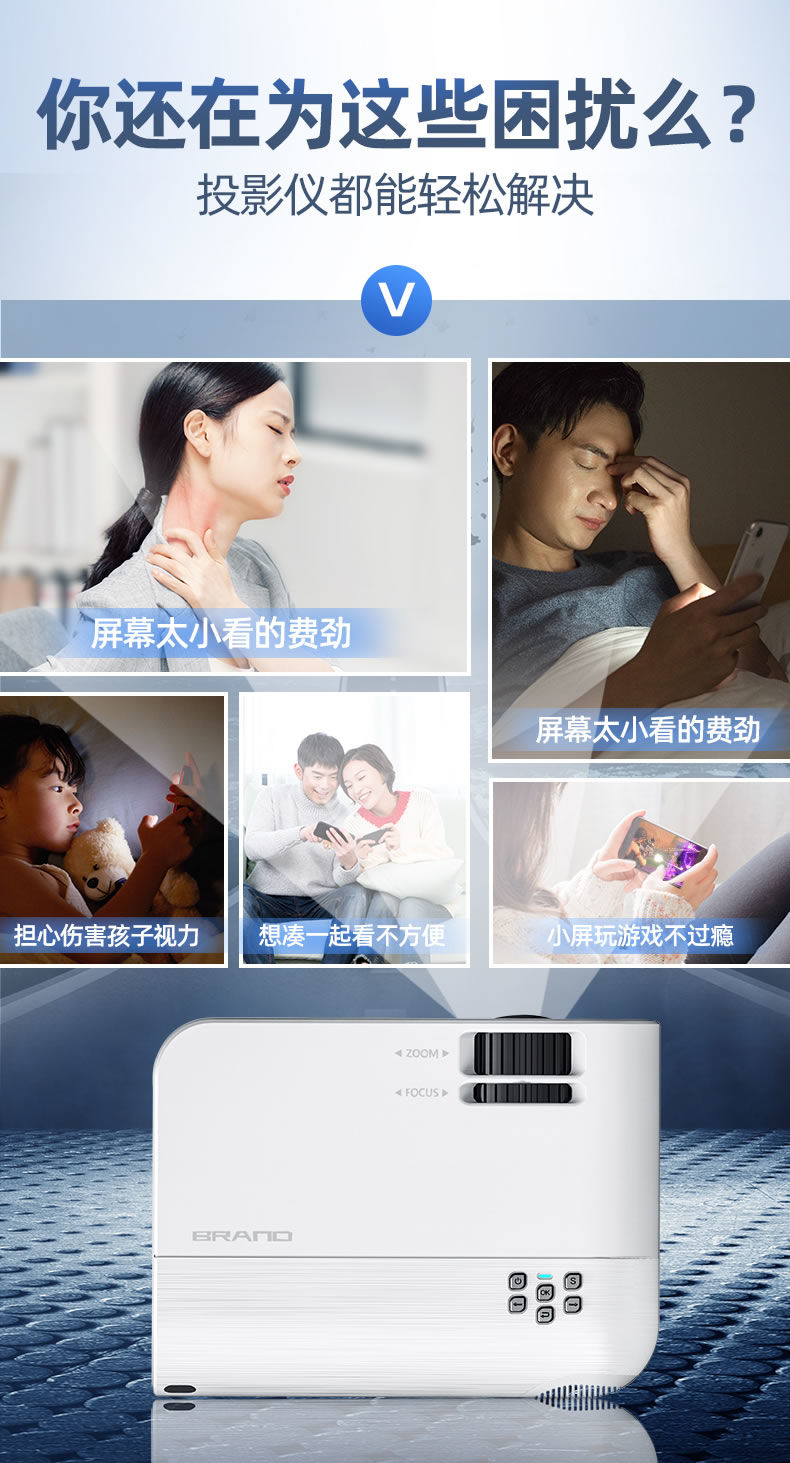 你还在为这些困扰么？
投影仪都能轻松解决
V
屏幕太小看的费劲
屏幕太小看的费劲
担心伤害孩子视力
想凑一起看不方便
小屏玩游戏不过瘾
ZOOM
FOCUS
BRAND
S
OK